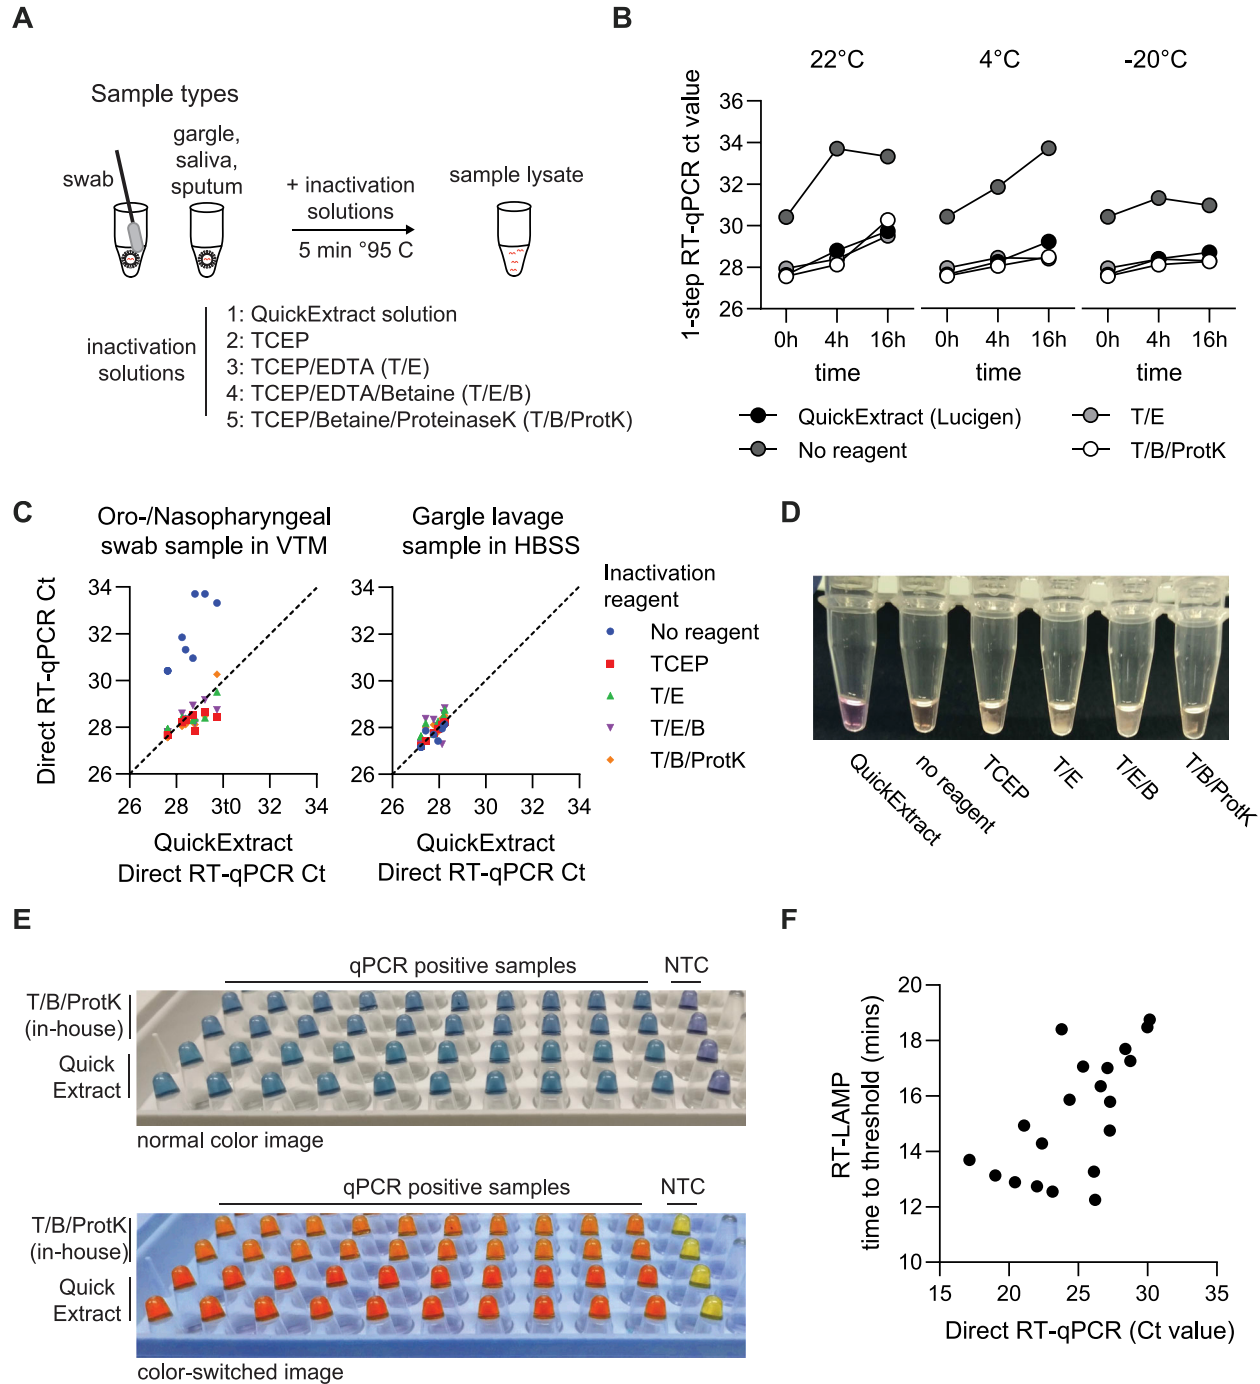 A
Sample types
swab
gargle,
saliva,
sputum
+ inactivation
solutions
5 min °95 C
sample lysate
inactivation
solutions
1: QuickExtract solution
2: TCEP
3: TCEP/EDTA (T/E)
4: TCEP/EDTA/Betaine (T/E/B)
5: TCEP/Betaine/ProteinaseK (T/B/ProtK)
B
22°C
4°C
-20°C
1-step RT-qPCR ct value
36
34
32
30
28
26
0h 4h 16h
0h 4h 16h
0h 4h 16h
time
time
time
QuickExtract (Lucigen)
No reagent
T/E
T/B/ProtK
C
Oro-/Nasopharyngeal
swab sample in VTM
Direct RT-qPCR Ct
34
32
30
28
26
26 28 3t0 32 34
QuickExtract
Direct RT-qPCR Ct
Gargle lavage
sample in HBSS
34
32
30
28
26
26 28 30 32 34
QuickExtract
Direct RT-qPCR Ct
Inactivation
reagent
No reagent
TCEP
T/E
T/E/B
T/B/ProtK
D
QuickExtract
no reagent
TCEP
T/E
T/E/B
T/B/ProtK
E
qPCR positive samples
NTC
T/B/ProtK
(in-house)
Quick
Extract
normal color image
qPCR positive samples
NTC
T/B/ProtK
(in-house)
Quick
Extract
color-switched image
F
RT-LAMP
time to threshold (mins)
20
18
16
14
12
10
15 20 25 30 35
Direct RT-qPCR (Ct value)